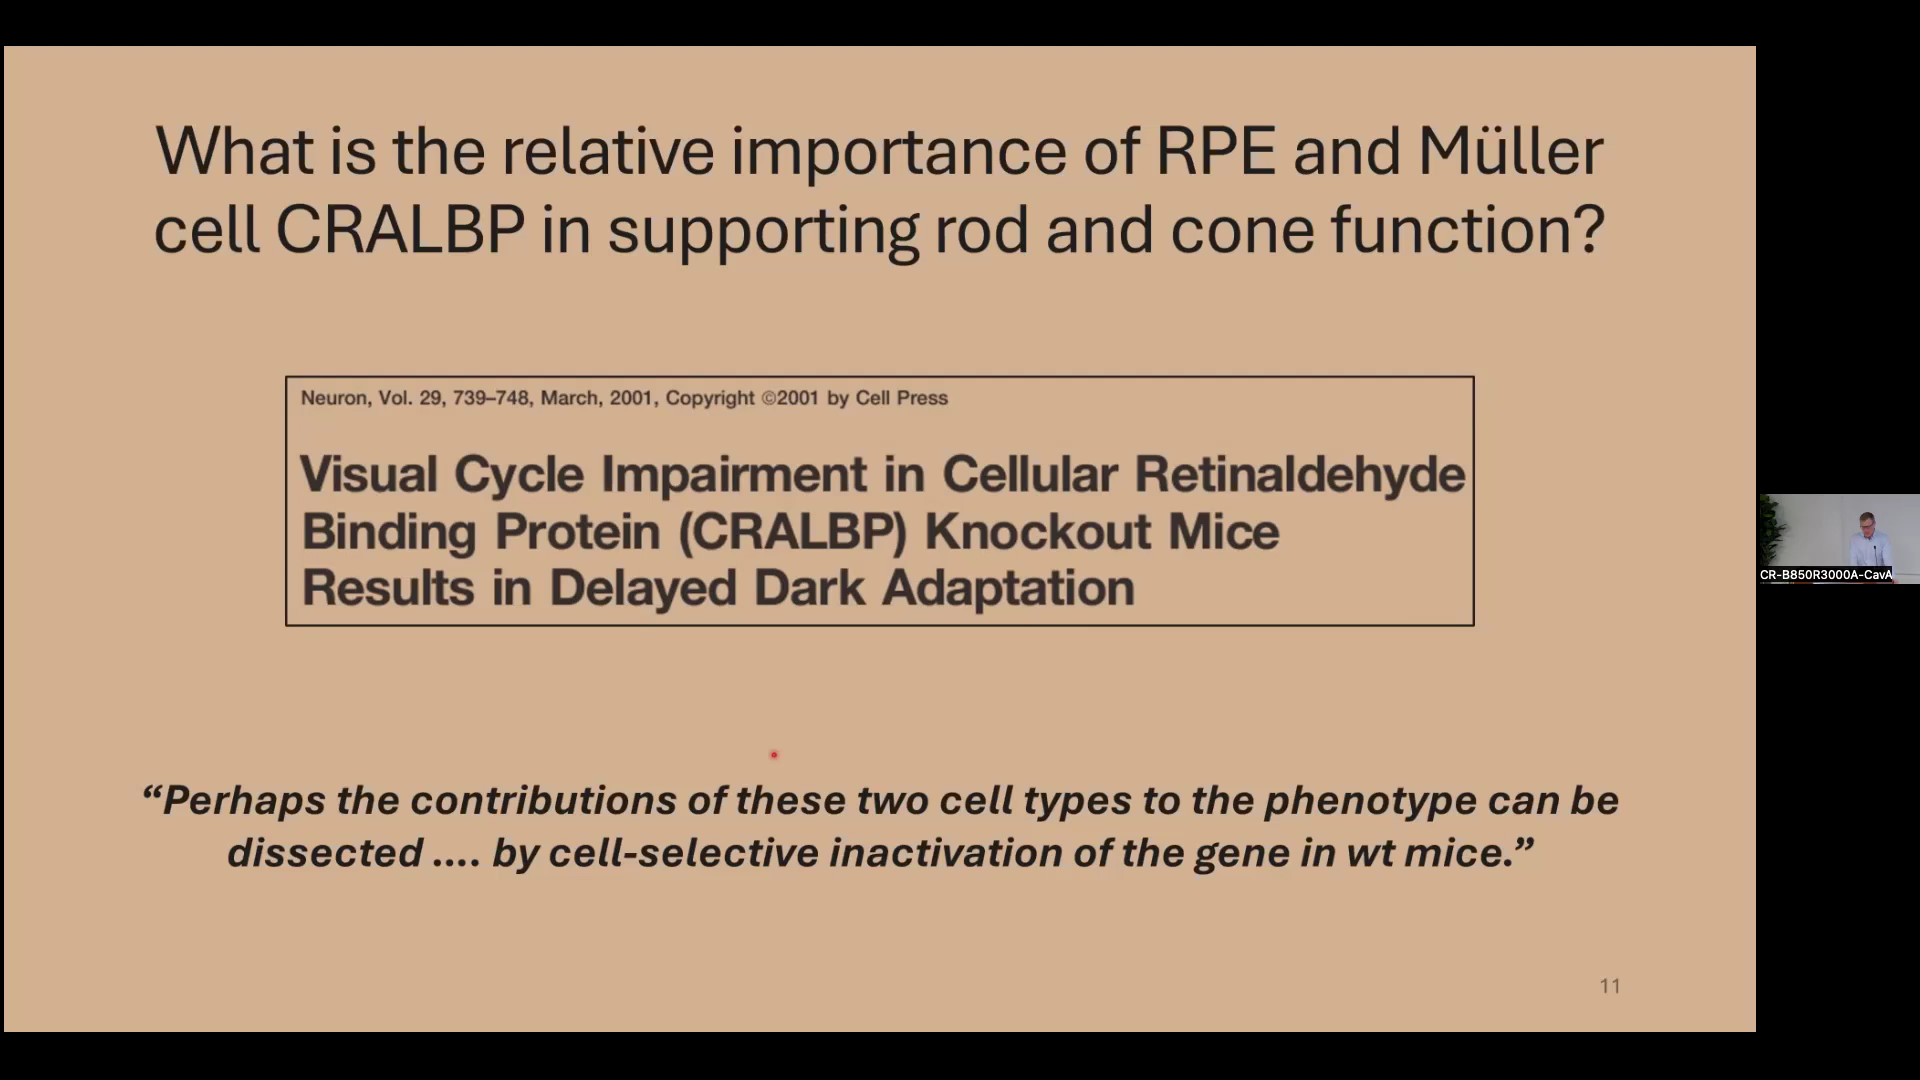 What is the relative importance of RPE and Müller
cell CRALBP in supporting rod and cone function?
Neuron, Vol. 29, 739–748, March, 2001, Copyright ©2001 by Cell Press
Visual Cycle Impairment in Cellular Retinaldehyde
Binding Protein (CRALBP) Knockout Mice
Results in Delayed Dark Adaptation
“Perhaps the contributions of these two cell types to the phenotype can be
dissected .... by cell-selective inactivation of the gene in wt mice.”
11
CR-B850R3000A-CavA